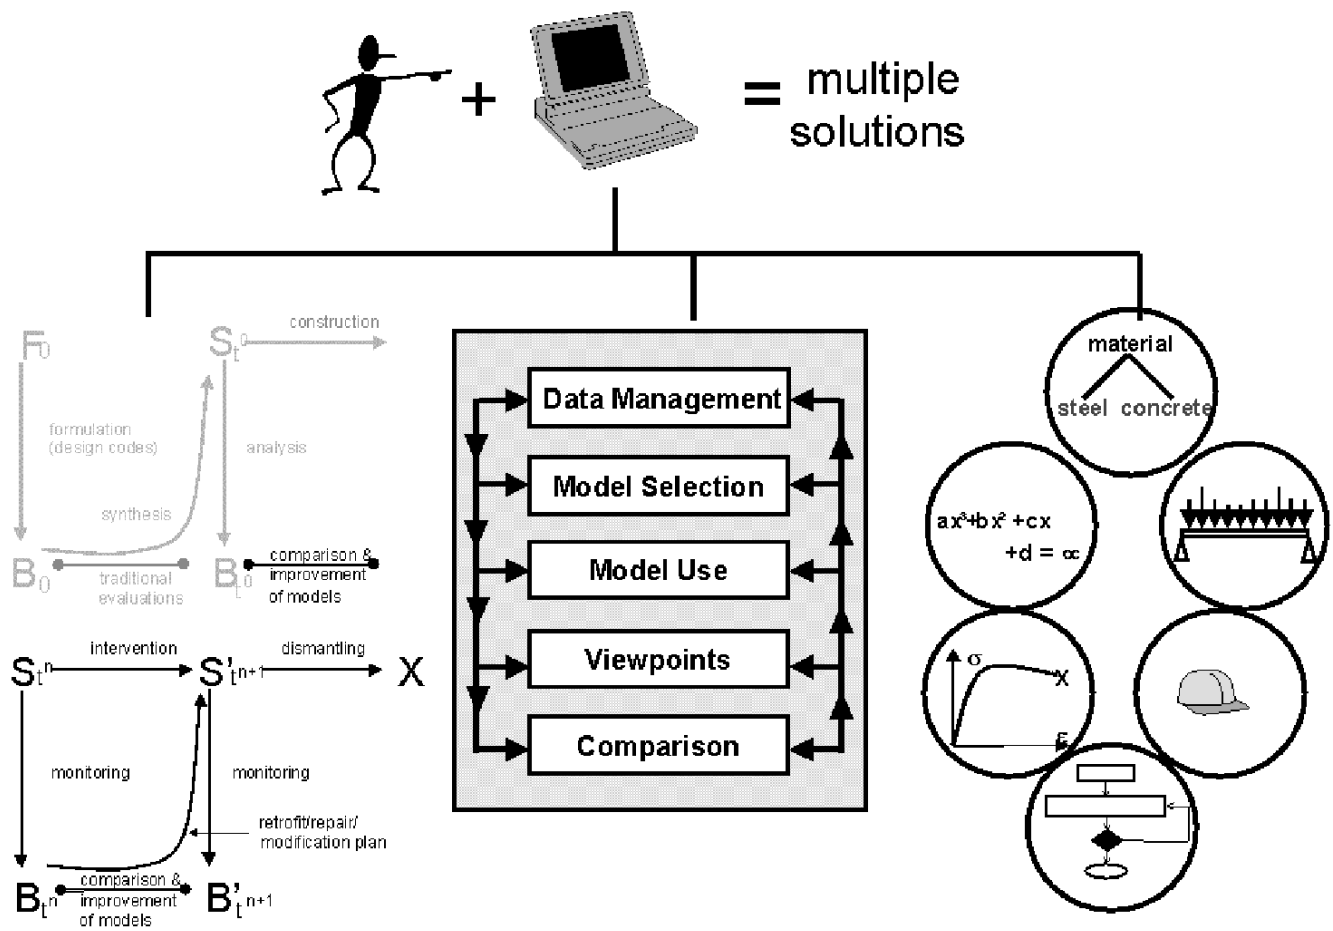 +
= multiple
solutions
F0
St0
construction
formulation
(design codes)
analysis
synthesis
B0
traditional
evaluations
Bt0
comparison &
improvement
of models
Stn
intervention
S't n+1
dismantling
X
monitoring
monitoring
retrofit/repair/
modification plan
Btn
comparison &
improvement
of models
B't n+1
Data Management
Model Selection
Model Use
Viewpoints
Comparison
material
steel concrete
ax³+bx² +cx
+d = ∝
σ
X
ε